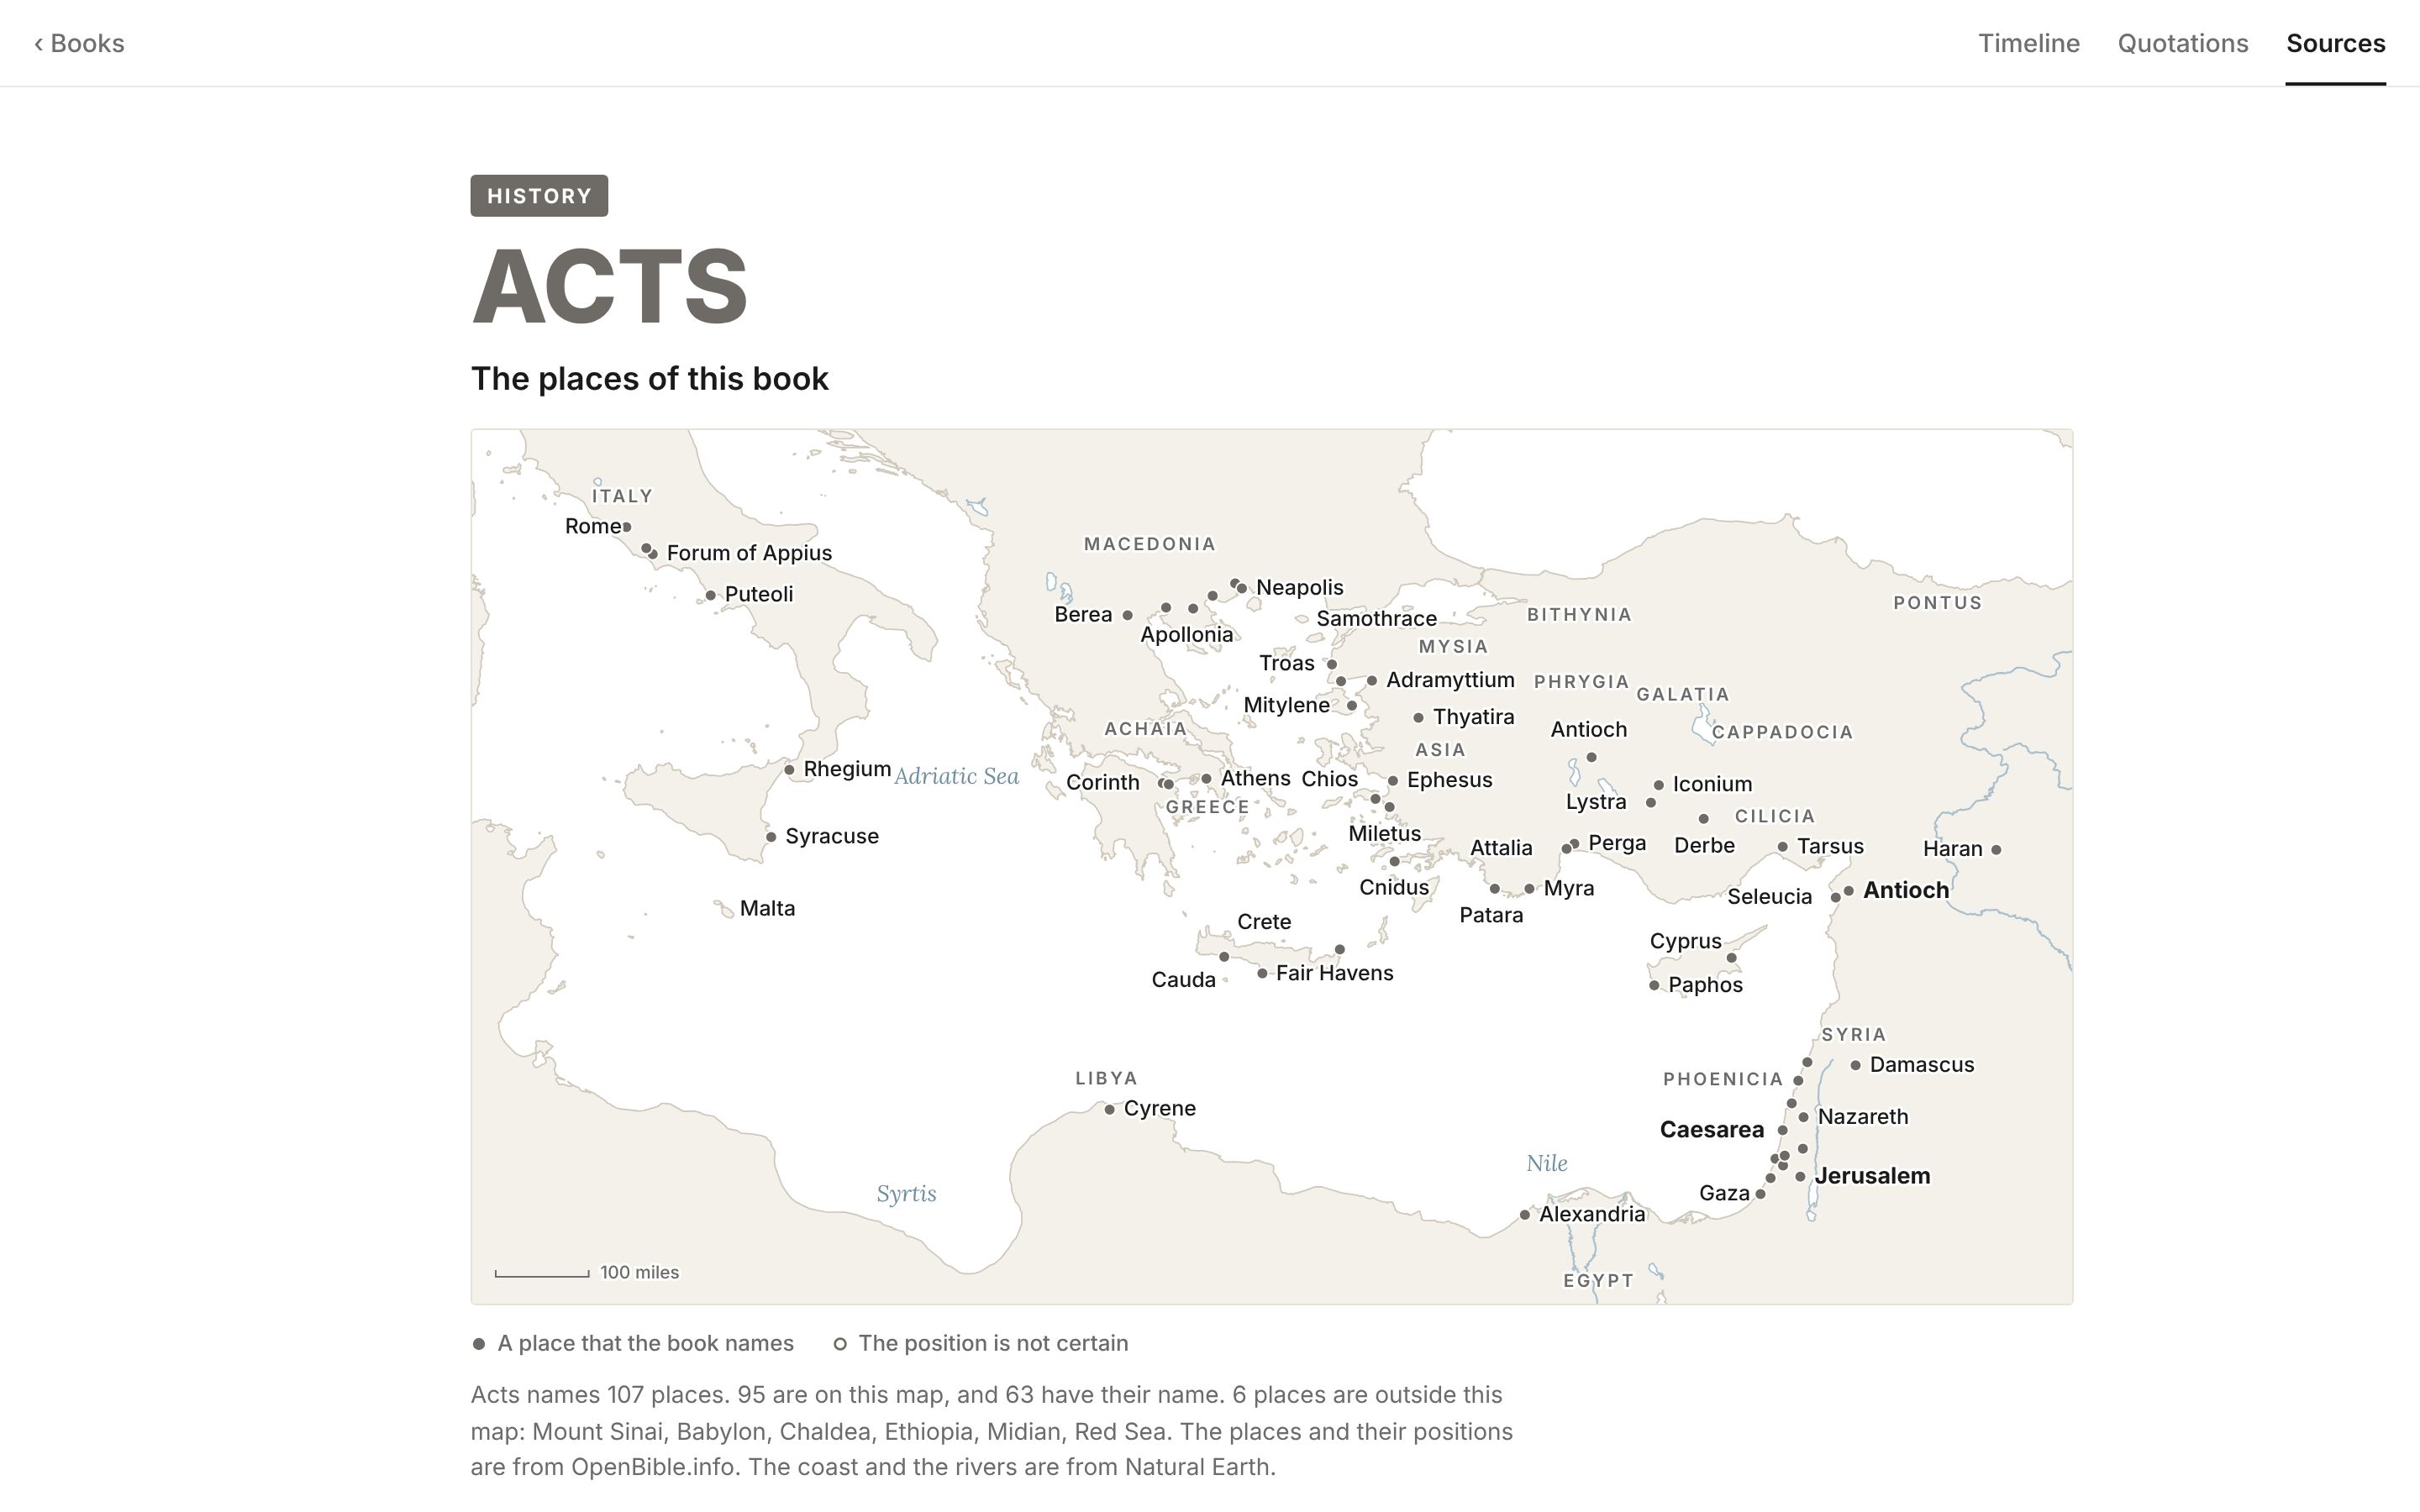 ‹ Books
Timeline
Quotations
Sources
HISTORY
ACTS
The places of this book
ITALY
Rome
Forum of Appius
Puteoli
MACEDONIA
Neapolis
Berea
Apollonia
Samothrace
BITHYNIA
PONTUS
MYSIA
Troas
Adramyttium
PHRYGIA
GALATIA
Mitylene
Thyatira
Antioch
CAPPADOCIA
ACHAIA
ASIA
Rhegium
Adriatic Sea
Corinth
Athens
Chios
Ephesus
Iconium
GREECE
Lystra
CILICIA
Syracuse
Miletus
Attalia
Perga
Derbe
Tarsus
Haran
Cnidus
Myra
Seleucia
Antioch
Malta
Patara
Crete
Cyprus
Cauda
Fair Havens
Paphos
SYRIA
Damascus
LIBYA
PHOENICIA
Cyrene
Nazareth
Caesarea
Nile
Jerusalem
Syrtis
Gaza
Alexandria
100 miles
EGYPT
A place that the book names
The position is not certain
Acts names 107 places. 95 are on this map, and 63 have their name. 6 places are outside this
map: Mount Sinai, Babylon, Chaldea, Ethiopia, Midian, Red Sea. The places and their positions
are from OpenBible.info. The coast and the rivers are from Natural Earth.